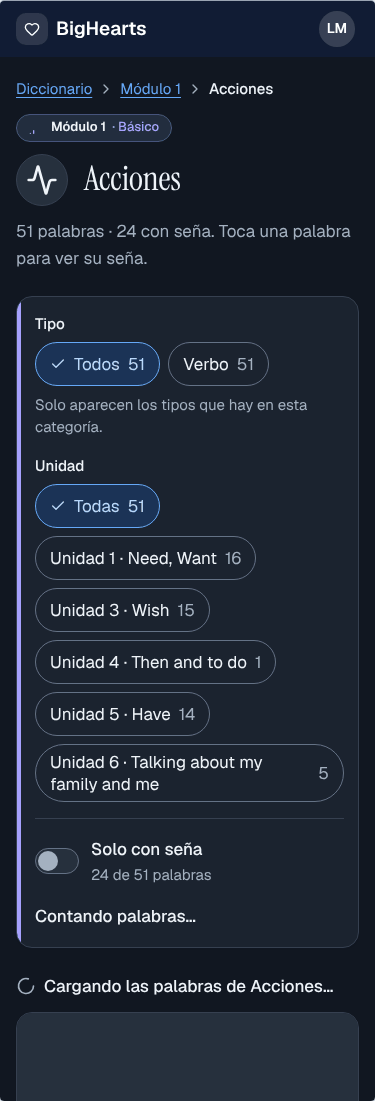 BigHearts
LM
Diccionario > Módulo 1 > Acciones
Módulo 1 · Básico
Acciones
51 palabras · 24 con seña. Toca una palabra
para ver su seña.
Tipo
Todos 51
Verbo 51
Solo aparecen los tipos que hay en esta
categoría.
Unidad
Todas 51
Unidad 1 · Need, Want 16
Unidad 3 · Wish 15
Unidad 4 · Then and to do 1
Unidad 5 · Have 14
Unidad 6 · Talking about my
family and me 5
Solo con seña
24 de 51 palabras
Contando palabras...
Cargando las palabras de Acciones...